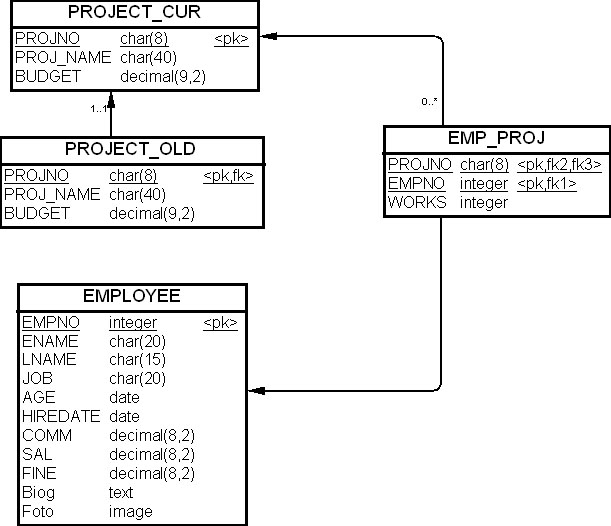 PROJECT_CUR
PROJNO char(8) <pk>
PROJ_NAME char(40)
BUDGET decimal(9,2)
1..1
0..*
PROJECT_OLD
PROJNO char(8) <pk,fk>
PROJ_NAME char(40)
BUDGET decimal(9,2)
EMP_PROJ
PROJNO char(8) <pk,fk2,fk3>
EMPNO integer <pk,fk1>
WORKS integer
EMPLOYEE
EMPNO integer <pk>
ENAME char(20)
LNAME char(15)
JOB char(20)
AGE date
HIREDATE date
COMM decimal(8,2)
SAL decimal(8,2)
FINE decimal(8,2)
Biog text
Foto image